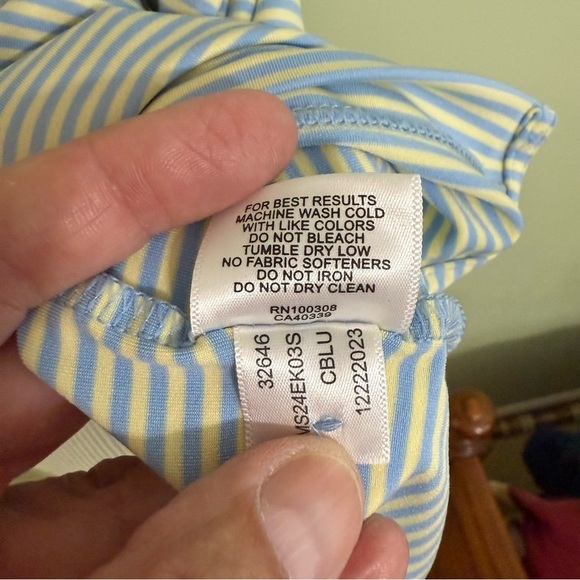 FOR BEST RESULTS
MACHINE WASH COLD
WITH LIKE COLORS
DO NOT BLEACH
TUMBLE DRY LOW
NO FABRIC SOFTENERS
DO NOT IRON
DO NOT DRY CLEAN
RN100308
CA40339
32646
MS24EK03S
CBLU
12222023